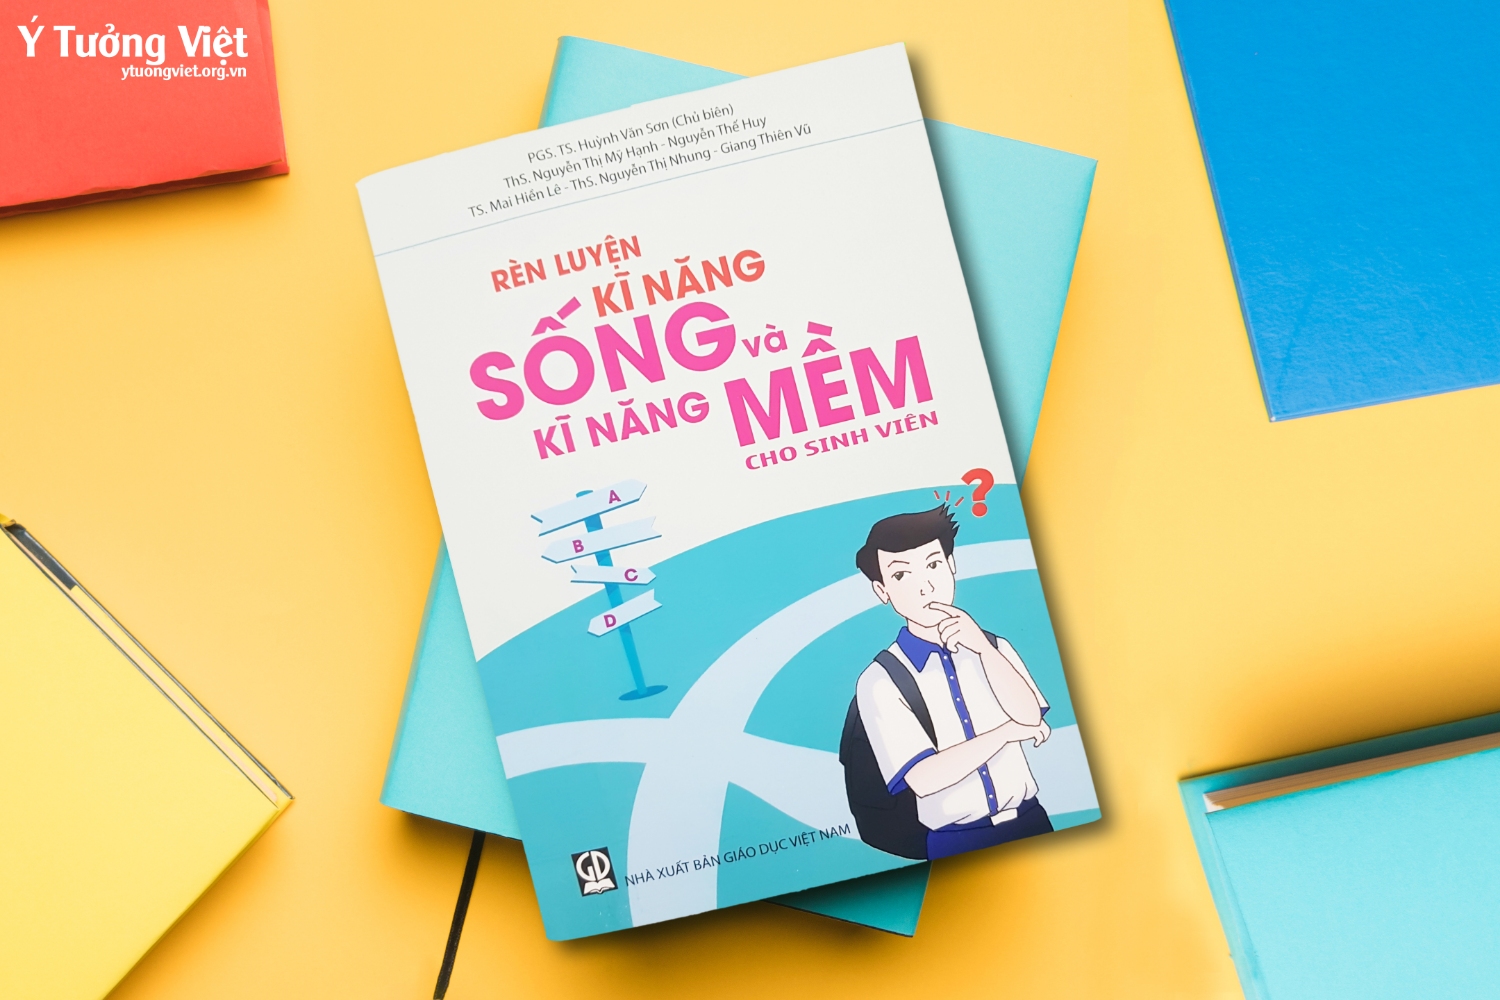 Ý Tưởng Việt
ytuongviet.org.vn
PGS. TS. Huỳnh Văn Sơn (Chủ biên)
ThS. Nguyễn Thị Mỹ Hạnh - Nguyễn Thế Huy
TS. Mai Hiền Lê - ThS. Nguyễn Thị Nhung - Giang Thiên Vũ
RÈN LUYỆN
KĨ NĂNG
SỐNG và
KĨ NĂNG MỀM
CHO SINH VIÊN
?
A
B
C
D
GD
NHÀ XUẤT BẢN GIÁO DỤC VIỆT NAM